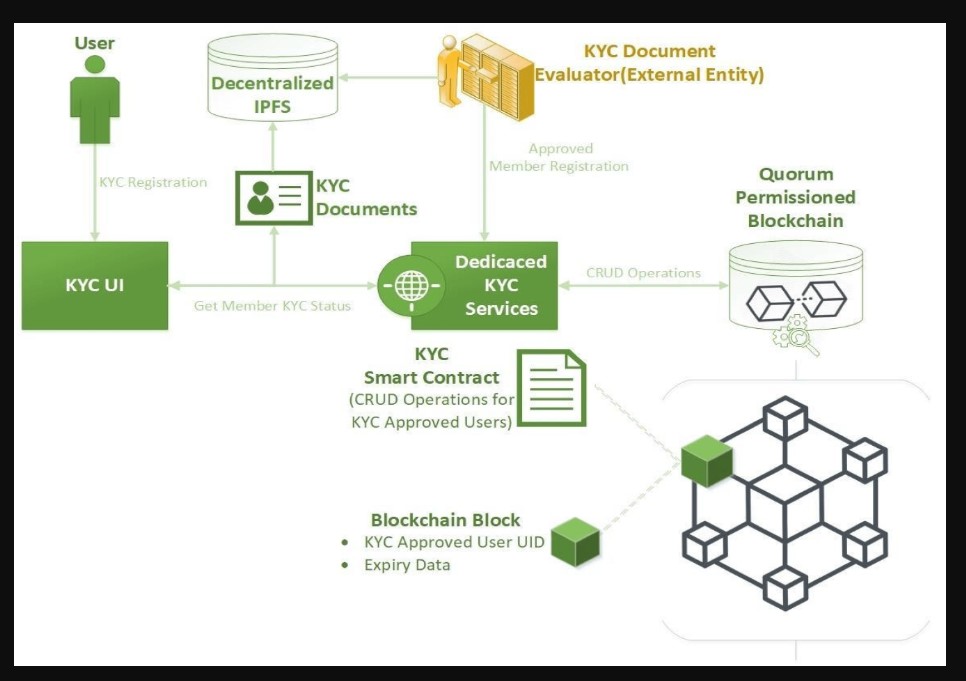 User
Decentralized
IPFS
KYC Document
Evaluator(External Entity)
KYC Registration
KYC
Documents
Approved
Member Registration
Quorum
Permissioned
Blockchain
KYC UI
Get Member KYC Status
Dedicaced
KYC
Services
CRUD Operations
KYC
Smart Contract
(CRUD Operations for
KYC Approved Users)
Blockchain Block
• KYC Approved User UID
• Expiry Data